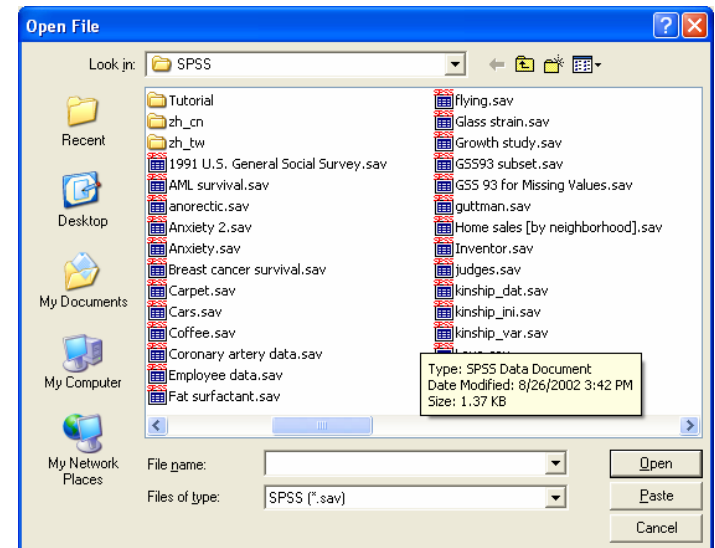 Open File
Look in: SPSS
Recent
Desktop
My Documents
My Computer
My Network
Places
Tutorial
zh_cn
zh_tw
1991 U.S. General Social Survey.sav
AML survival.sav
anorectic.sav
Anxiety 2.sav
Anxiety.sav
Breast cancer survival.sav
Carpet.sav
Cars.sav
Coffee.sav
Coronary artery data.sav
Employee data.sav
Fat surfactant.sav
flying.sav
Glass strain.sav
Growth study.sav
GSS93 subset.sav
GSS 93 for Missing Values.sav
guttman.sav
Home sales [by neighborhood].sav
Inventor.sav
judges.sav
kinship_dat.sav
kinship_ini.sav
kinship_var.sav
Type: SPSS Data Document
Date Modified: 8/26/2002 3:42 PM
Size: 1.37 KB
File name:
Open
Files of type: SPSS (*.sav)
Paste
Cancel